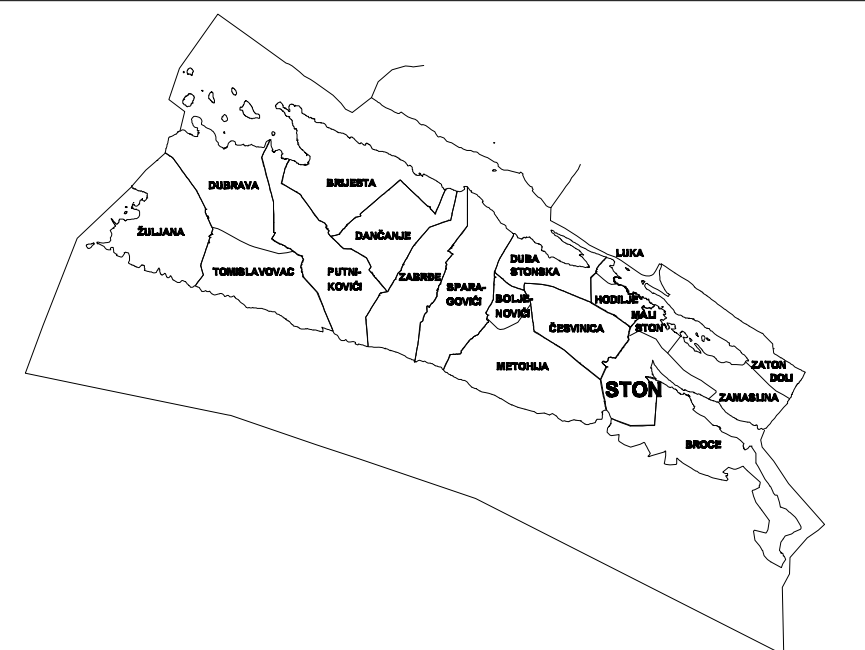 DUBRAVA
BRIJESTA
ŽULJANA
DANČANJE
LUKA
TOMISLAVOVAC
PUTNI-
KOVIĆI
ZABRĐE
DUBA
STONSKA
SPARA-
GOVIĆI
BOLJE-
NOVIĆI
HODILJE
MALI
STON
ČESVINICA
METOHIJA
ZATON
DOLI
STON
ZAMASLINA
BROCE